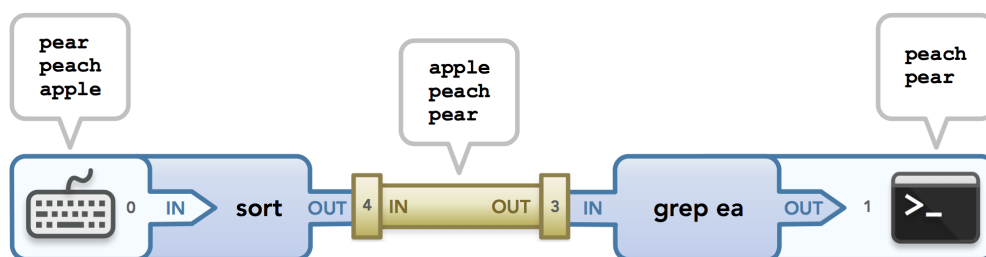 pear
peach
apple
apple
peach
pear
peach
pear
0 IN sort OUT 4 IN OUT 3 IN grep ea OUT 1 >_